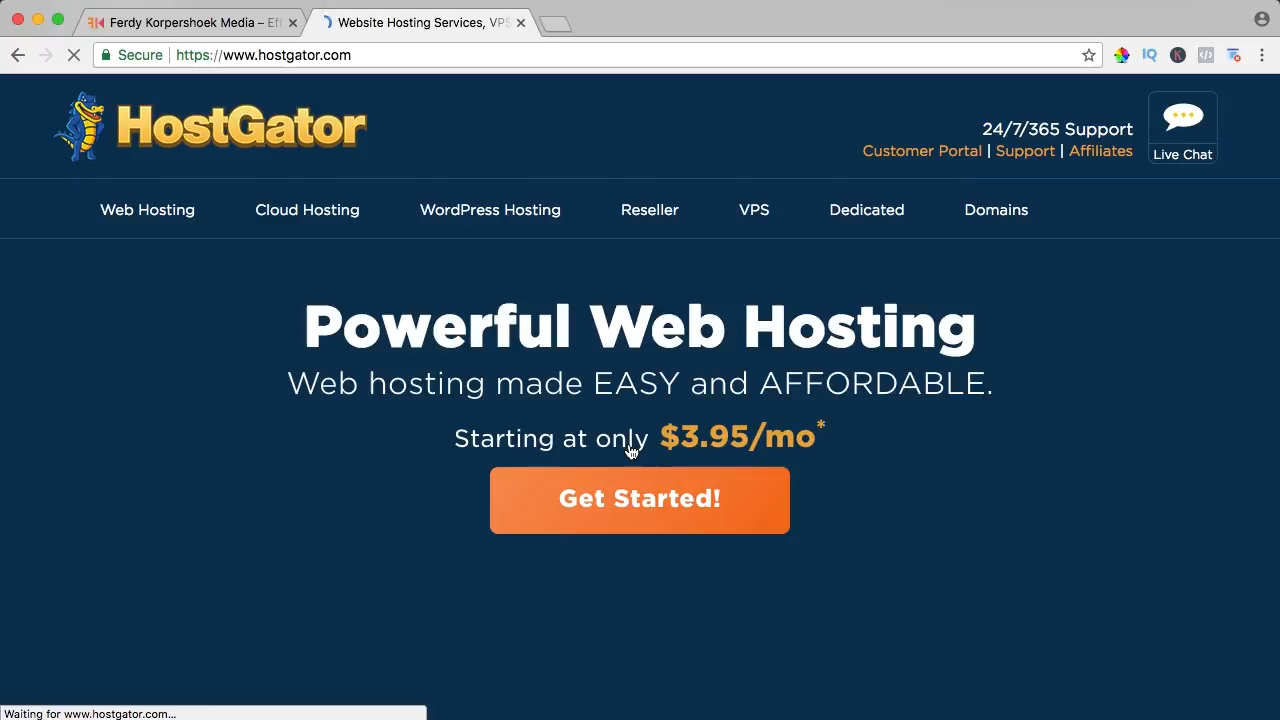 Ferdy Korpershoek Media – Eff
Website Hosting Services, VPS
Secure
https://www.hostgator.com
IQ
K
HostGator
24/7/365 Support
Customer Portal | Support | Affiliates
Live Chat
Web Hosting
Cloud Hosting
WordPress Hosting
Reseller
VPS
Dedicated
Domains
Powerful Web Hosting
Web hosting made EASY and AFFORDABLE.
Starting at only $3.95/mo*
Get Started!
Waiting for www.hostgator.com...